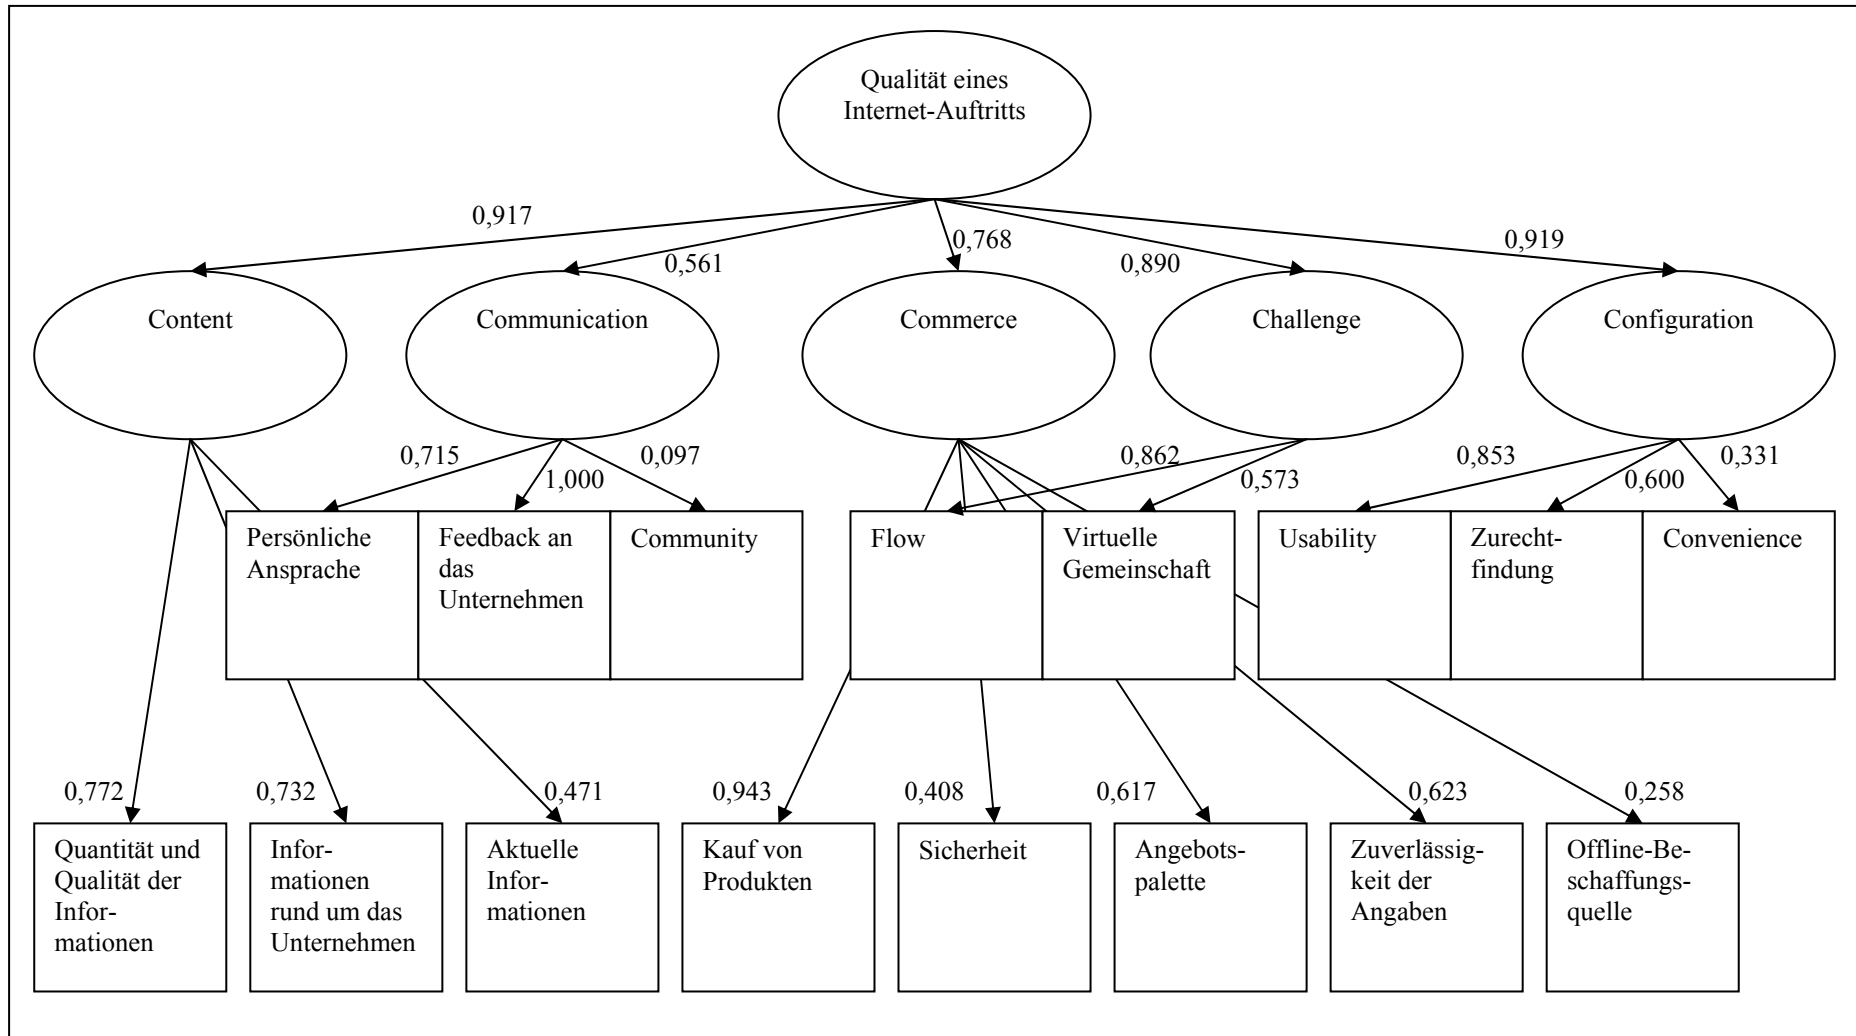 Qualität eines
Internet-Auftritts
0,917
0,561
0,768
0,890
0,919
Content
Communication
Commerce
Challenge
Configuration
0,715
1,000
0,097
0,862
0,573
0,853
0,600
0,331
Persönliche
Ansprache
Feedback an
das
Unternehmen
Community
Flow
Virtuelle
Gemeinschaft
Usability
Zurecht-
findung
Convenience
0,772
0,732
0,471
0,943
0,408
0,617
0,623
0,258
Quantität und
Qualität der
Infor-
mationen
Infor-
mationen
rund um das
Unternehmen
Aktuelle
Infor-
mationen
Kauf von
Produkten
Sicherheit
Angebots-
palette
Zuverlässig-
keit der
Angaben
Offline-Be-
schaffungs-
quelle